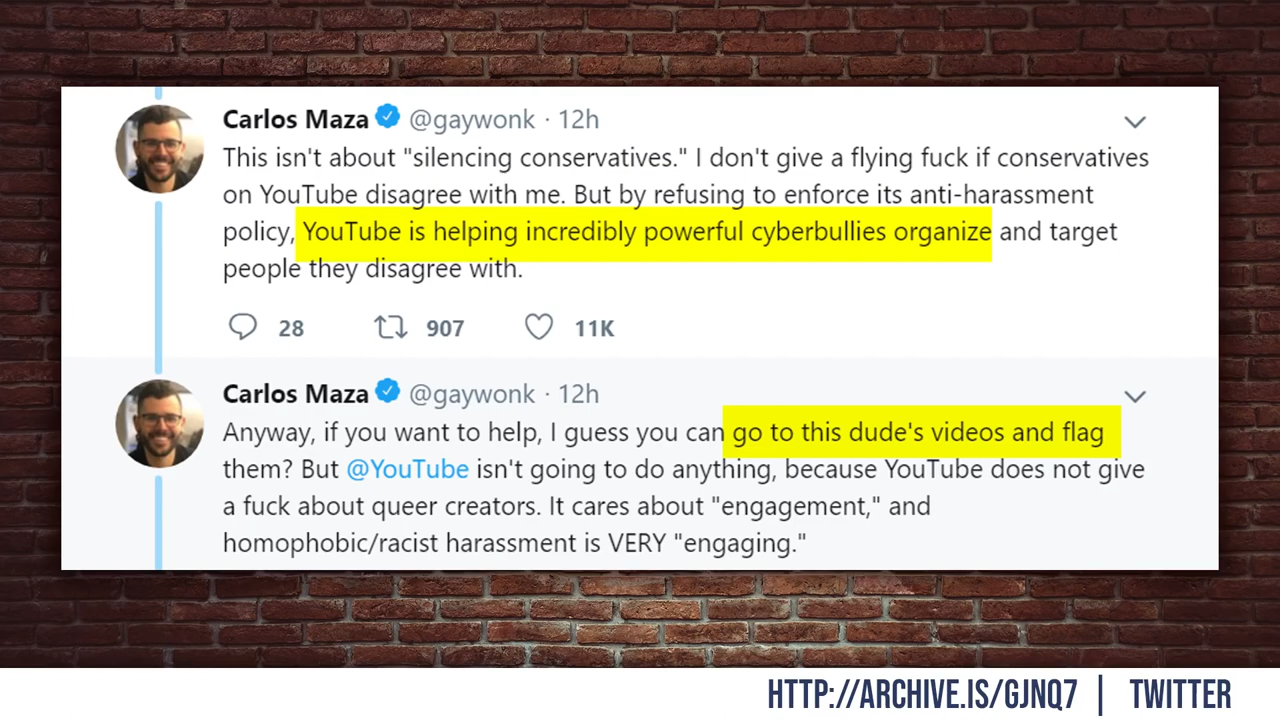 Carlos Maza @gaywonk · 12h
This isn't about "silencing conservatives." I don't give a flying fuck if conservatives
on YouTube disagree with me. But by refusing to enforce its anti-harassment
policy, YouTube is helping incredibly powerful cyberbullies organize and target
people they disagree with.
28 907 11K
Carlos Maza @gaywonk · 12h
Anyway, if you want to help, I guess you can go to this dude's videos and flag
them? But @YouTube isn't going to do anything, because YouTube does not give
a fuck about queer creators. It cares about "engagement," and
homophobic/racist harassment is VERY "engaging."
HTTP://ARCHIVE.IS/GJNQ7 | TWITTER